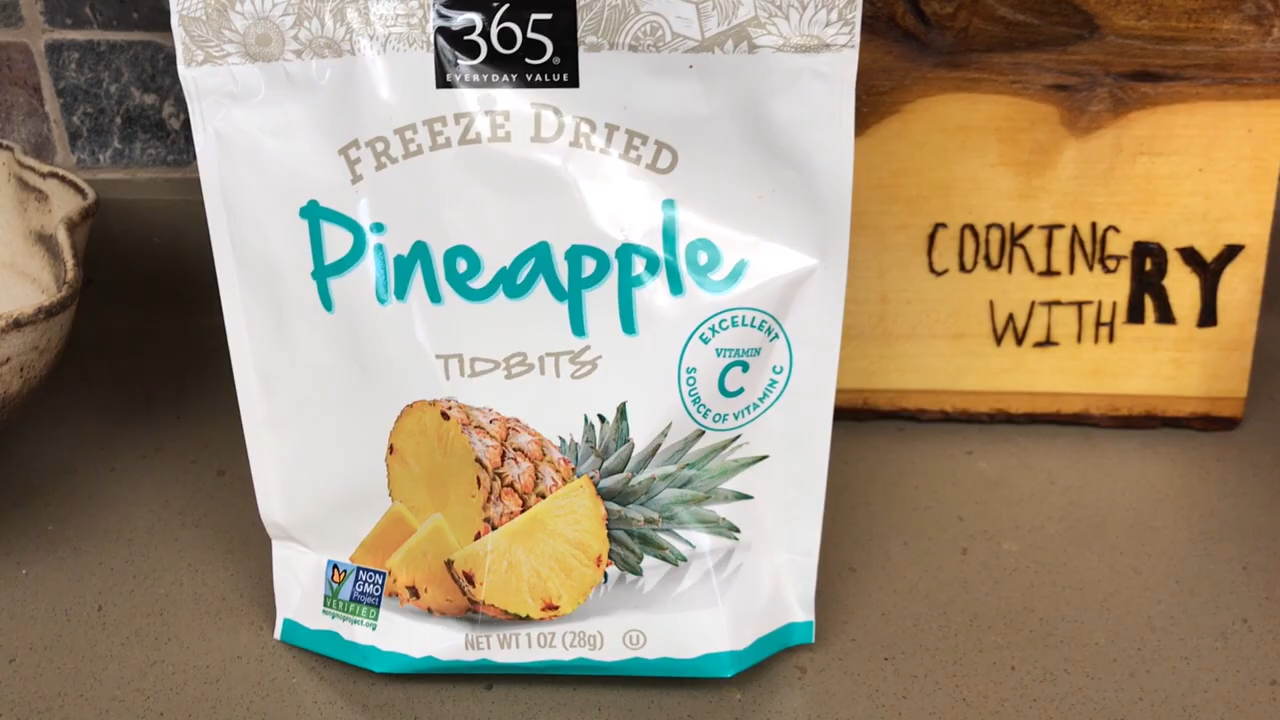 365®
EVERYDAY VALUE
FREEZE DRIED
Pineapple
TIDBITS
EXCELLENT
VITAMIN
C
SOURCE OF VITAMIN C
NON
GMO
Project
VERIFIED
nongmoproject.org
NET WT 1 OZ (28g) U
COOKING
WITH
RY